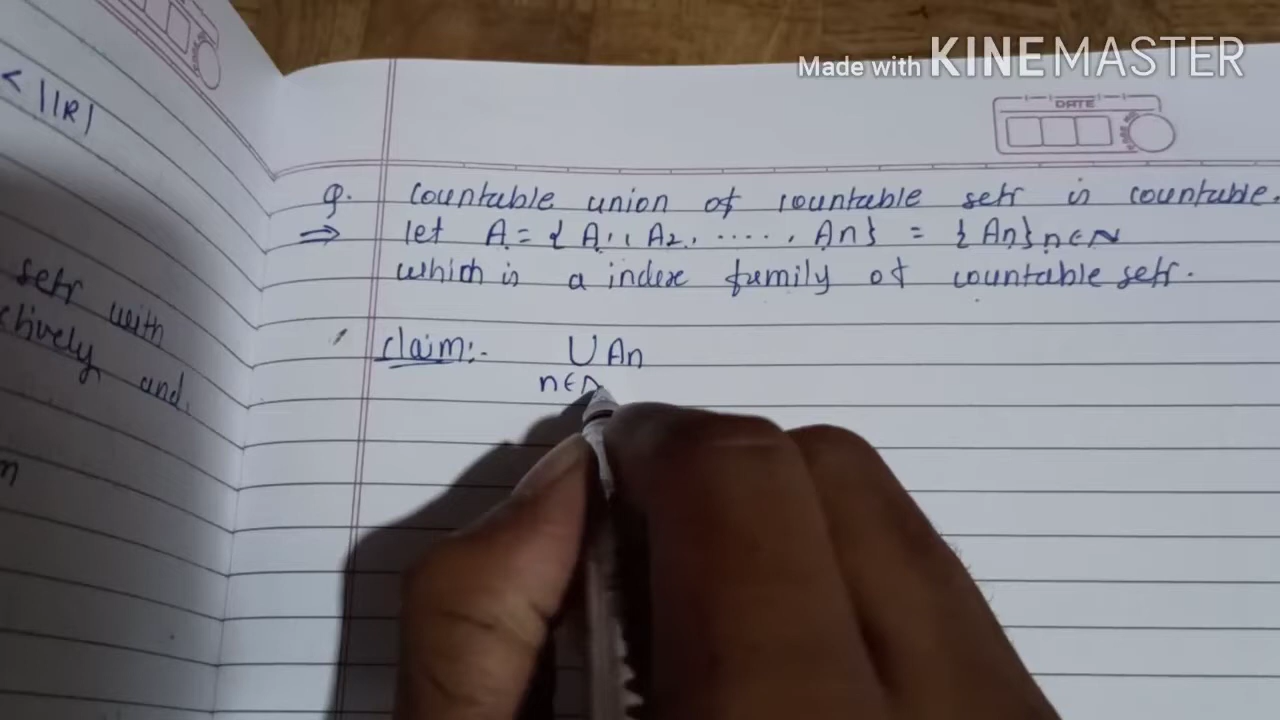 Made with KINEMASTER
DATE
< |IR|
Q. Countable union of countable sets is countable.
⇒ let A = { A1, A2, ....., An} = {An}n∈N
which is a index family of countable sets.
sets with
ctively and
claim:- ∪ An
n∈N
n